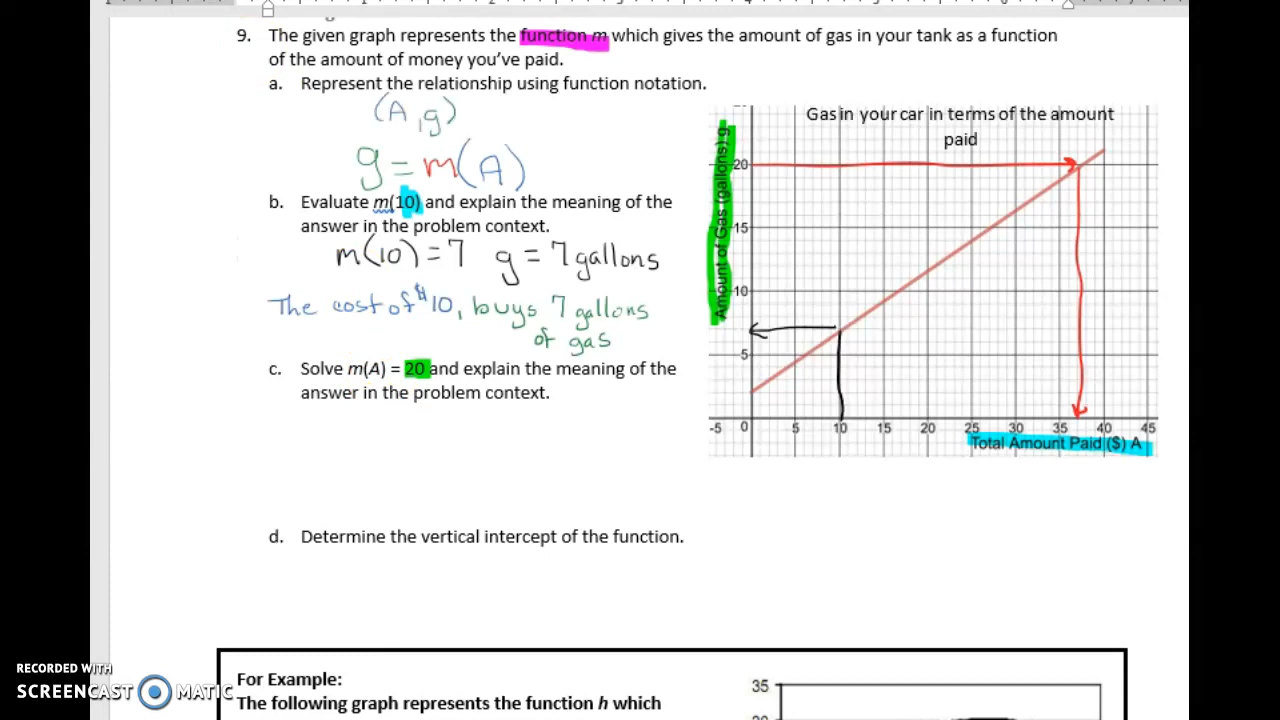 9. The given graph represents the function m which gives the amount of gas in your tank as a function
of the amount of money you've paid.
a. Represent the relationship using function notation.
(A, g)
g = m(A)
b. Evaluate m(10) and explain the meaning of the
answer in the problem context.
m(10) = 7 g = 7 gallons
The cost of $10, buys 7 gallons
of gas
c. Solve m(A) = 20 and explain the meaning of the
answer in the problem context.
d. Determine the vertical intercept of the function.
Gas in your car in terms of the amount
paid
Amount of Gas (gallons) g
20
15
10
5
-5 0 5 10 15 20 25 30 35 40 45
Total Amount Paid ($) A
For Example:
The following graph represents the function h which
35
RECORDED WITH
SCREENCAST MATIC